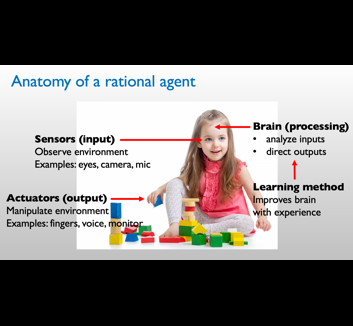 Anatomy of a rational agent
Sensors (input)
Observe environment
Examples: eyes, camera, mic
Actuators (output)
Manipulate environment
Examples: fingers, voice, monitor
Brain (processing)
• analyze inputs
• direct outputs
Learning method
Improves brain
with experience